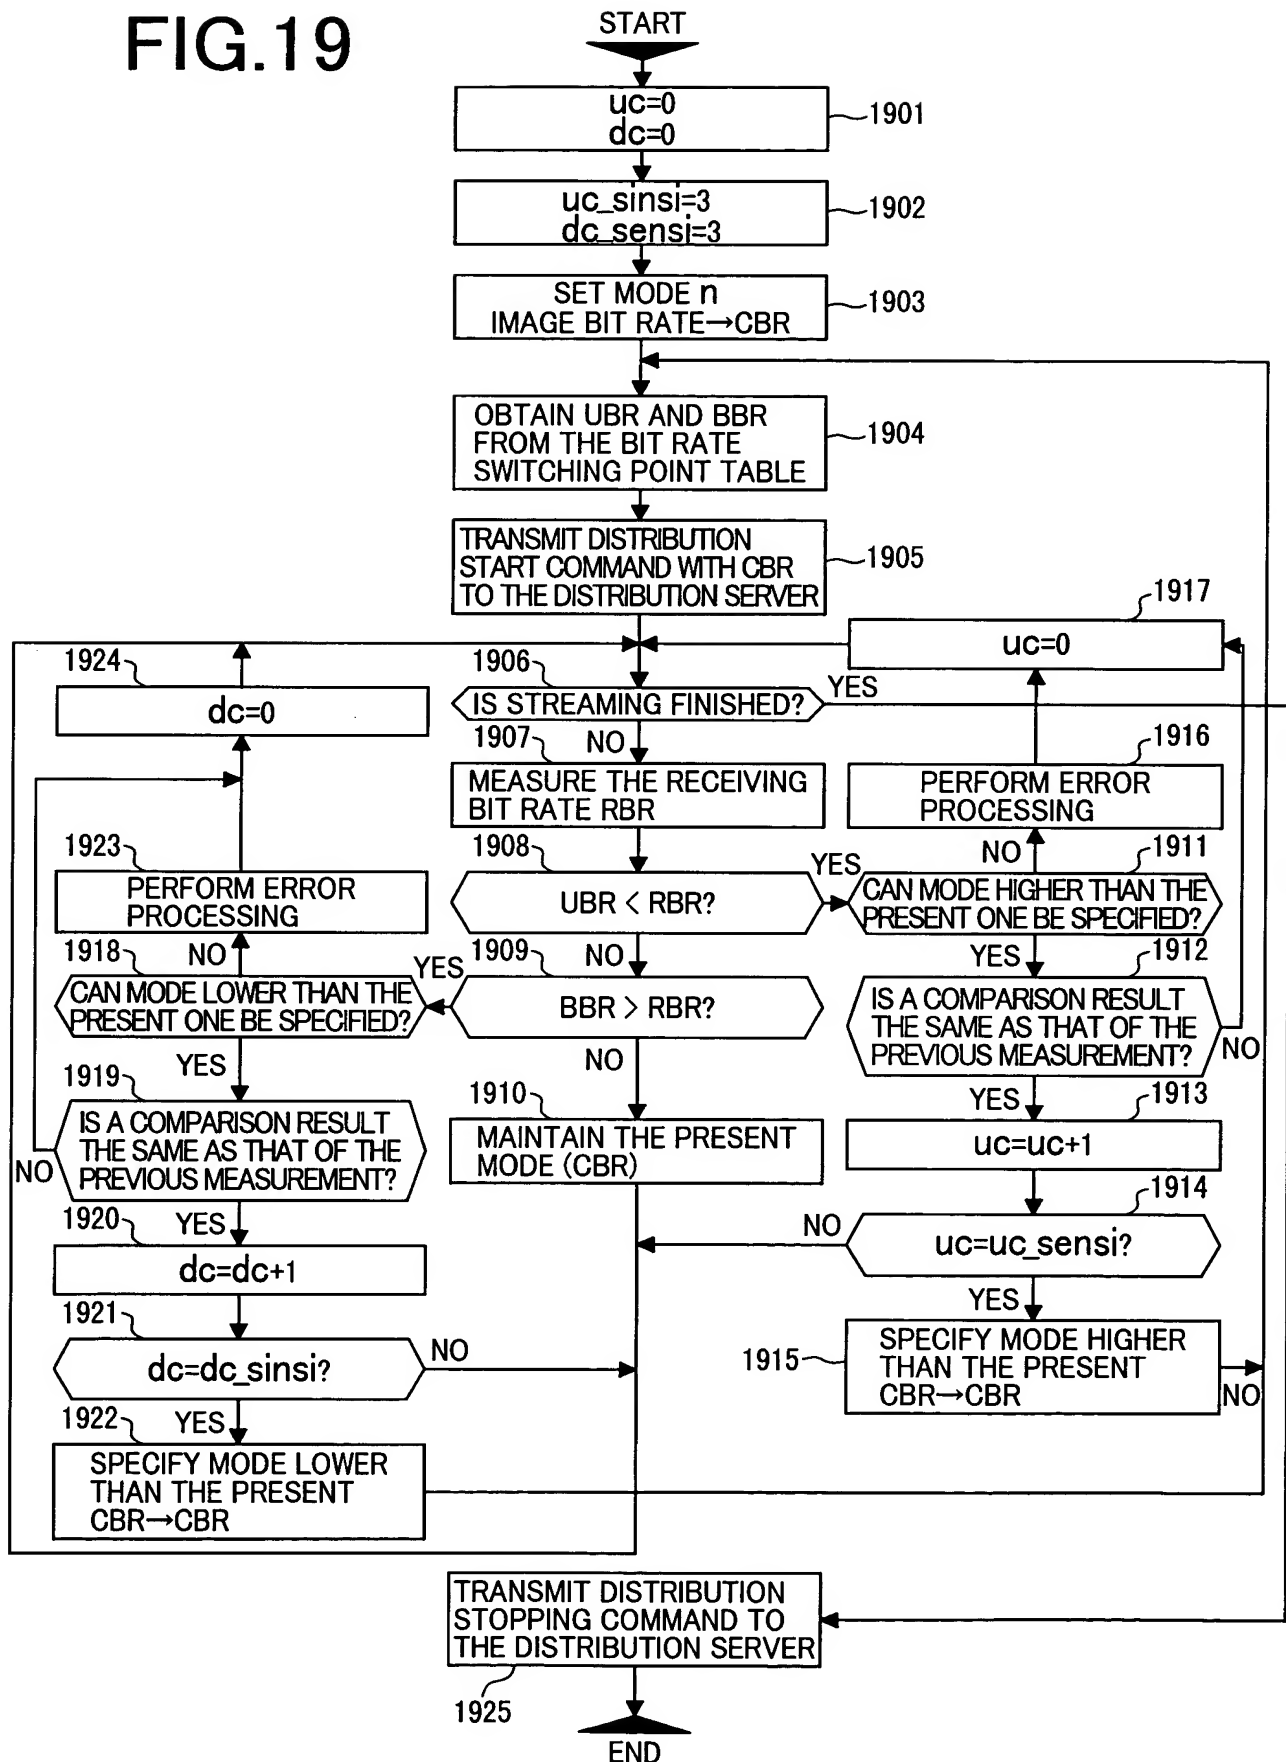 FIG.19
START
uc=0
dc=0
1901
uc_sinsi=3
dc_sensi=3
1902
SET MODE n
IMAGE BIT RATE→CBR
1903
OBTAIN UBR AND BBR
FROM THE BIT RATE
SWITCHING POINT TABLE
1904
TRANSMIT DISTRIBUTION
START COMMAND WITH CBR
TO THE DISTRIBUTION SERVER
1905
1917
uc=0
1924
dc=0
1906
IS STREAMING FINISHED?
YES
NO
1907
MEASURE THE RECEIVING
BIT RATE RBR
1916
PERFORM ERROR
PROCESSING
NO
1923
PERFORM ERROR
PROCESSING
NO
1908
UBR < RBR?
YES
NO
1911
CAN MODE HIGHER THAN THE
PRESENT ONE BE SPECIFIED?
YES
1918
CAN MODE LOWER THAN THE
PRESENT ONE BE SPECIFIED?
YES
1909
BBR > RBR?
YES
NO
1912
IS A COMPARISON RESULT
THE SAME AS THAT OF THE
PREVIOUS MEASUREMENT?
NO
YES
1919
IS A COMPARISON RESULT
THE SAME AS THAT OF THE
PREVIOUS MEASUREMENT?
NO
YES
1910
MAINTAIN THE PRESENT
MODE (CBR)
1913
uc=uc+1
1914
uc=uc_sensi?
NO
YES
1920
dc=dc+1
1921
dc=dc_sinsi?
NO
YES
1915
SPECIFY MODE HIGHER
THAN THE PRESENT
CBR→CBR
NO
1922
SPECIFY MODE LOWER
THAN THE PRESENT
CBR→CBR
TRANSMIT DISTRIBUTION
STOPPING COMMAND TO
THE DISTRIBUTION SERVER
1925
END